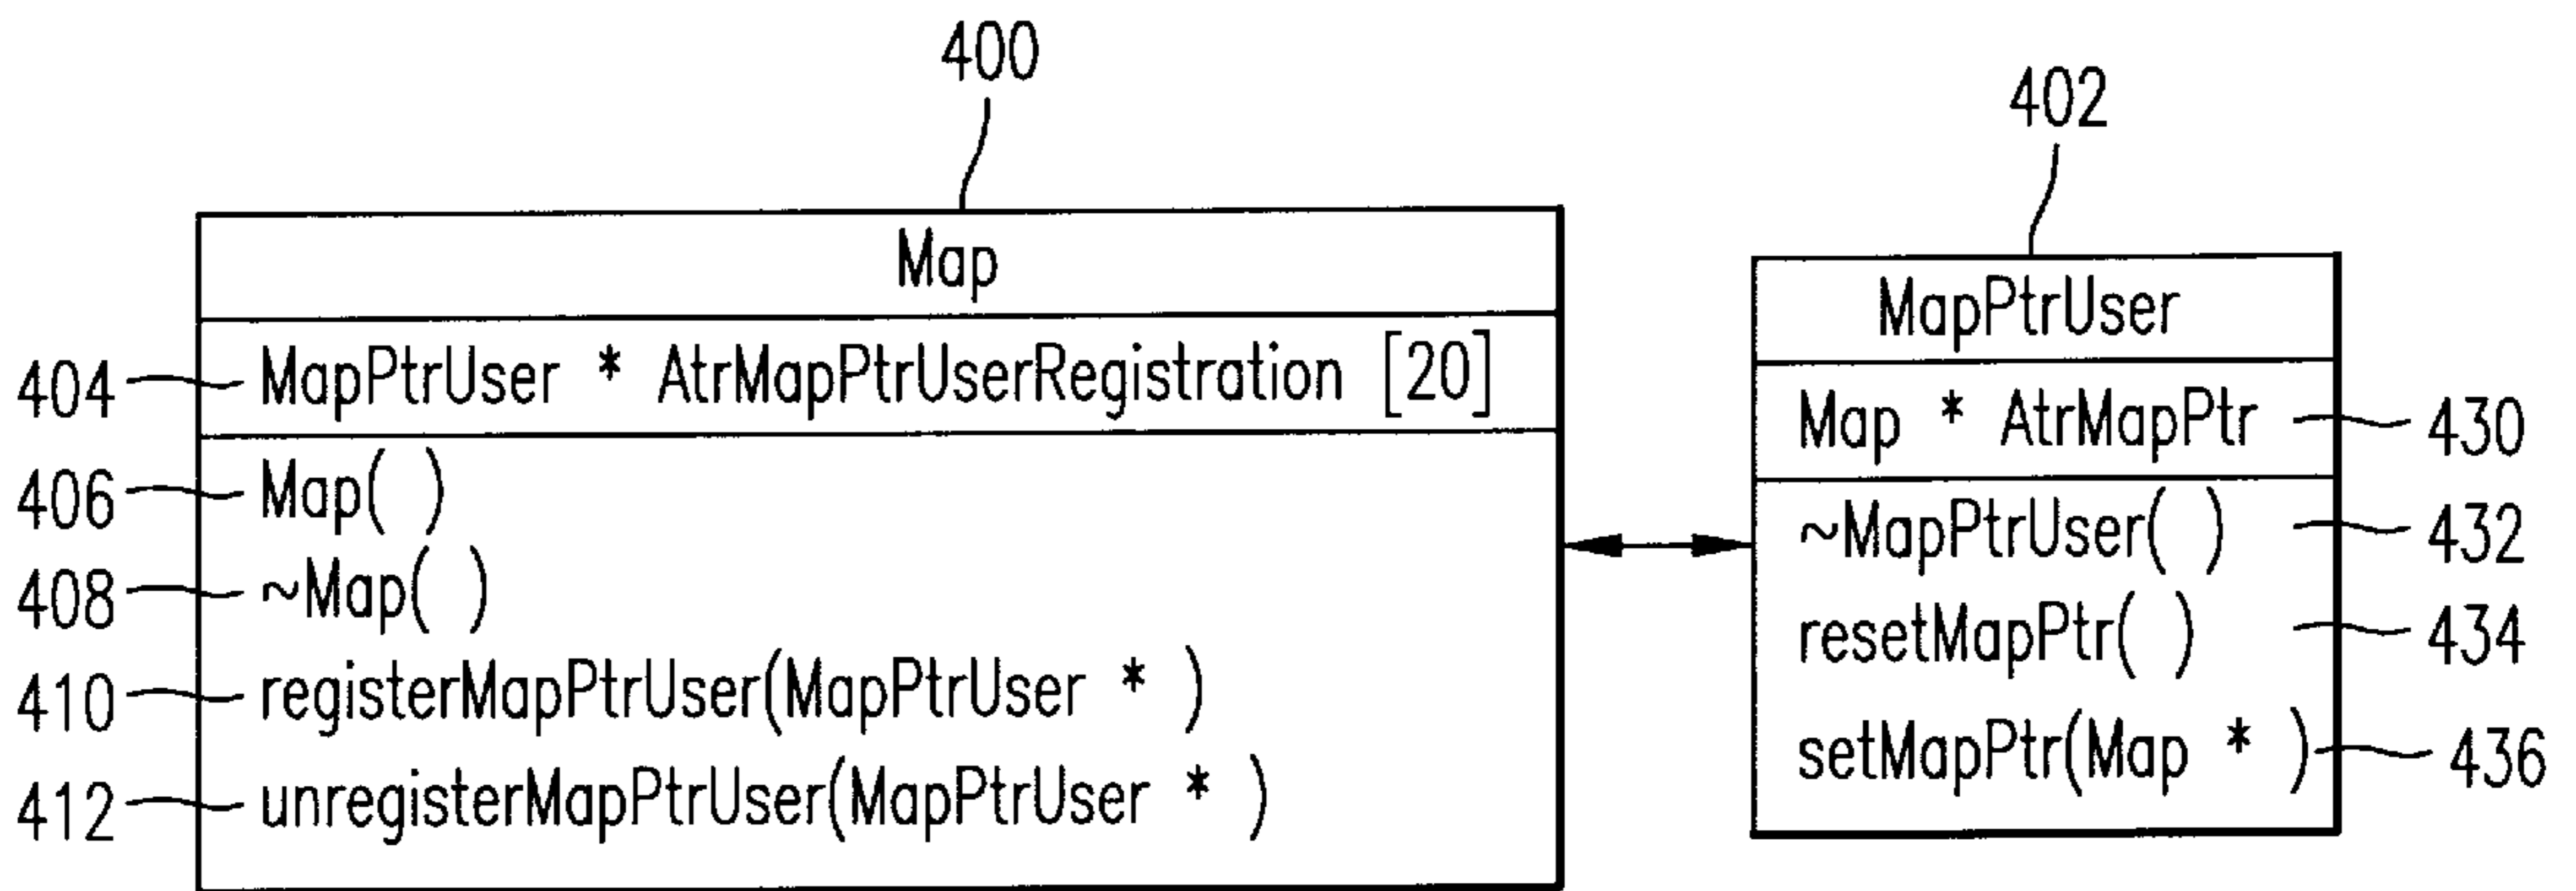 400
402
Map
MapPtrUser
404 MapPtrUser * AtrMapPtrUserRegistration [20]
Map * AtrMapPtr 430
406 Map( )
~MapPtrUser( ) 432
408 ~Map( )
resetMapPtr( ) 434
410 registerMapPtrUser(MapPtrUser * )
setMapPtr(Map * ) 436
412 unregisterMapPtrUser(MapPtrUser * )